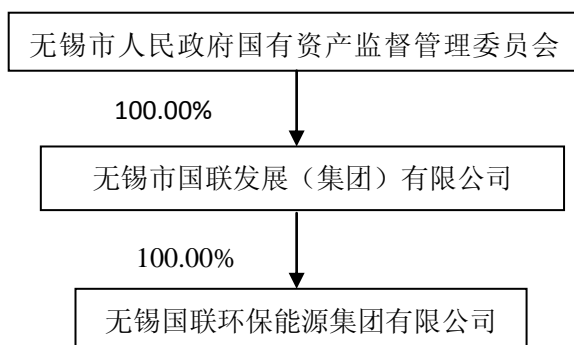 无锡市人民政府国有资产监督管理委员会
100.00%
无锡市国联发展（集团）有限公司
100.00%
无锡国联环保能源集团有限公司